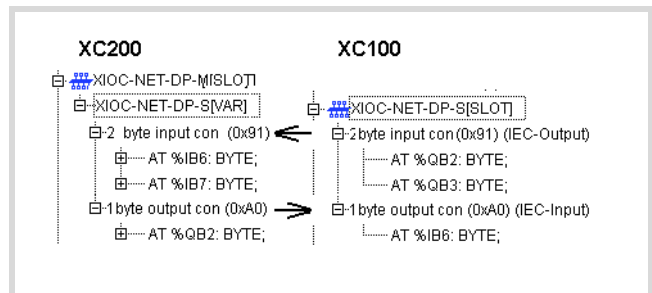 XC200
XIOC-NET-DP-M[SLOT]
XIOC-NET-DP-S[VAR]
2 byte input con (0x91)
AT %IB6: BYTE;
AT %IB7: BYTE;
1byte output con (0xA0)
AT %QB2: BYTE;
XC100
XIOC-NET-DP-S[SLOT]
2byte input con (0x91) (IEC-Output)
AT %QB2: BYTE;
AT %QB3: BYTE;
1byte output con (0xA0) (IEC-Input)
AT %IB6: BYTE;